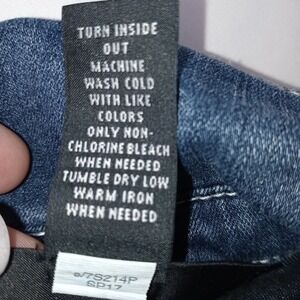 TURN INSIDE
OUT
MACHINE
WASH COLD
WITH LIKE
COLORS
ONLY NON-
CHLORINE BLEACH
WHEN NEEDED
TUMBLE DRY LOW
WARM IRON
WHEN NEEDED
a/7S214P
SP17